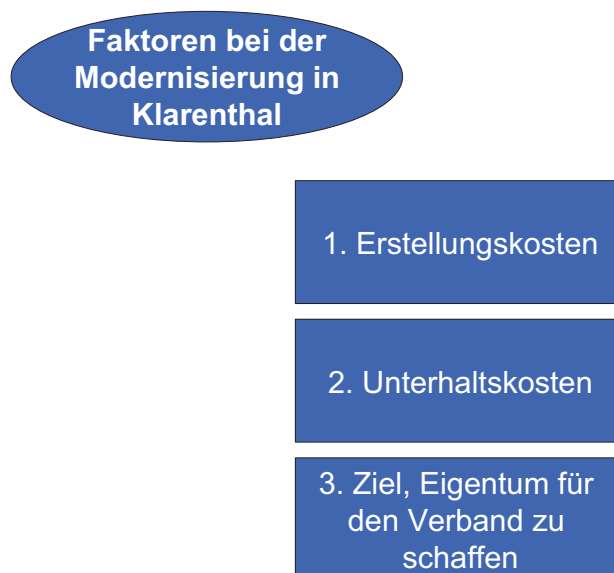 Faktoren bei der
Modernisierung in
Klarenthal
1. Erstellungskosten
2. Unterhaltskosten
3. Ziel, Eigentum für
den Verband zu
schaffen